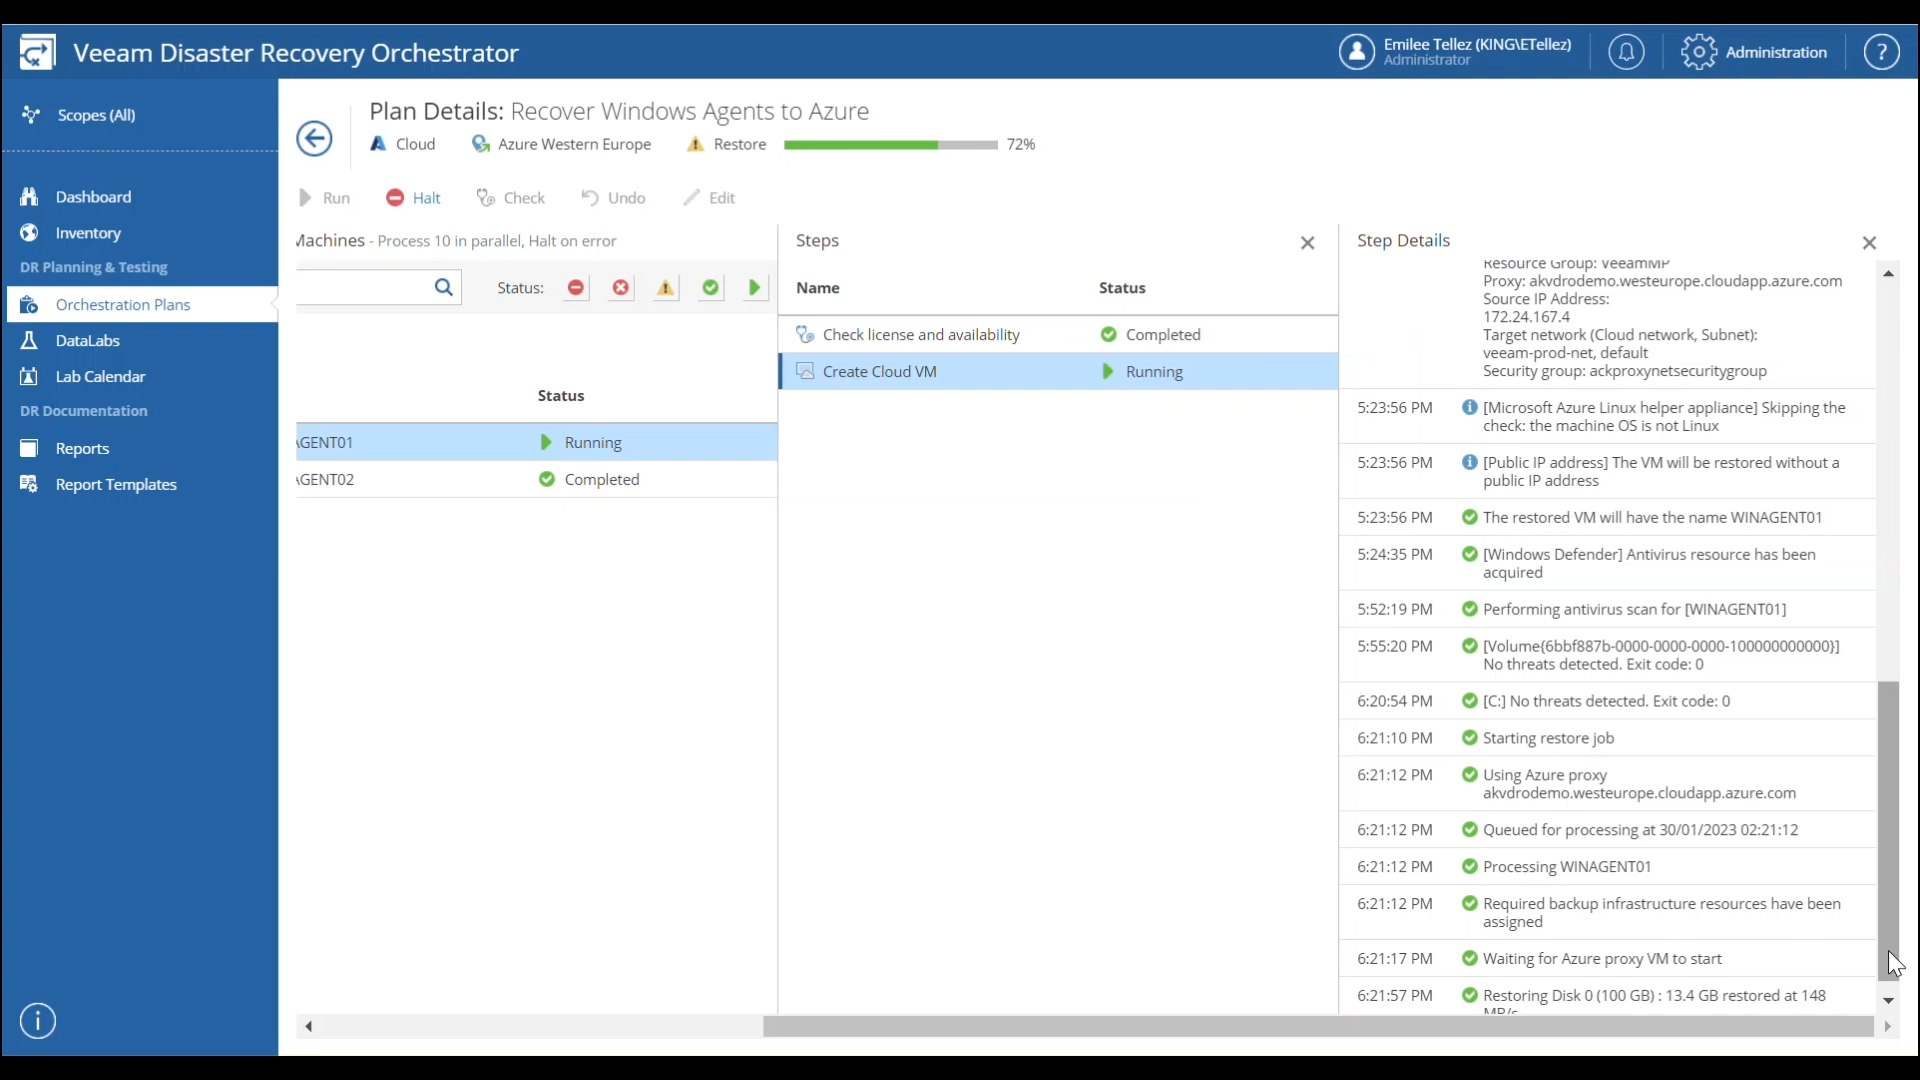 Veeam Disaster Recovery Orchestrator
Emilee Tellez (KING\ETellez)
Administrator
Administration
?
Scopes (All)
Dashboard
Inventory
DR Planning & Testing
Orchestration Plans
DataLabs
Lab Calendar
DR Documentation
Reports
Report Templates
Plan Details: Recover Windows Agents to Azure
Cloud
Azure Western Europe
Restore
72%
Run
Halt
Check
Undo
Edit
Machines - Process 10 in parallel, Halt on error
Status:
Status
AGENT01
Running
AGENT02
Completed
Steps
Name
Status
Check license and availability
Completed
Create Cloud VM
Running
Step Details
Resource Group: VeeamMP
Proxy: akvdrodemo.westeurope.cloudapp.azure.com
Source IP Address:
172.24.167.4
Target network (Cloud network, Subnet):
veeam-prod-net, default
Security group: ackproxynetsecuritygroup
5:23:56 PM
[Microsoft Azure Linux helper appliance] Skipping the
check: the machine OS is not Linux
5:23:56 PM
[Public IP address] The VM will be restored without a
public IP address
5:23:56 PM
The restored VM will have the name WINAGENT01
5:24:35 PM
[Windows Defender] Antivirus resource has been
acquired
5:52:19 PM
Performing antivirus scan for [WINAGENT01]
5:55:20 PM
[Volume{6bbf887b-0000-0000-0000-100000000000}]
No threats detected. Exit code: 0
6:20:54 PM
[C:] No threats detected. Exit code: 0
6:21:10 PM
Starting restore job
6:21:12 PM
Using Azure proxy
akvdrodemo.westeurope.cloudapp.azure.com
6:21:12 PM
Queued for processing at 30/01/2023 02:21:12
6:21:12 PM
Processing WINAGENT01
6:21:12 PM
Required backup infrastructure resources have been
assigned
6:21:17 PM
Waiting for Azure proxy VM to start
6:21:57 PM
Restoring Disk 0 (100 GB) : 13.4 GB restored at 148
MB/s